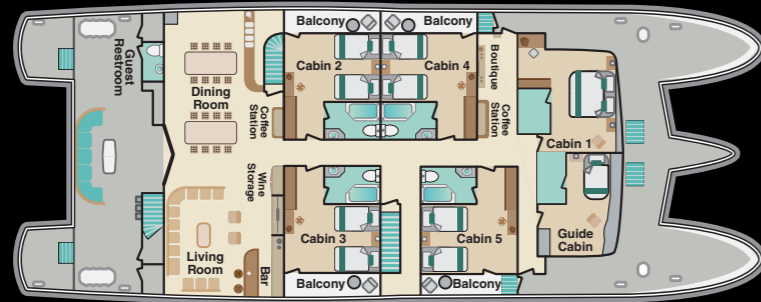 Balcony
Balcony
Guest
Restroom
Dining
Room
Cabin 2
Cabin 4
Boutique
Coffee
Station
Coffee
Station
Cabin 1
Wine
Storage
Living
Room
Bar
Cabin 3
Cabin 5
Guide
Cabin
Balcony
Balcony